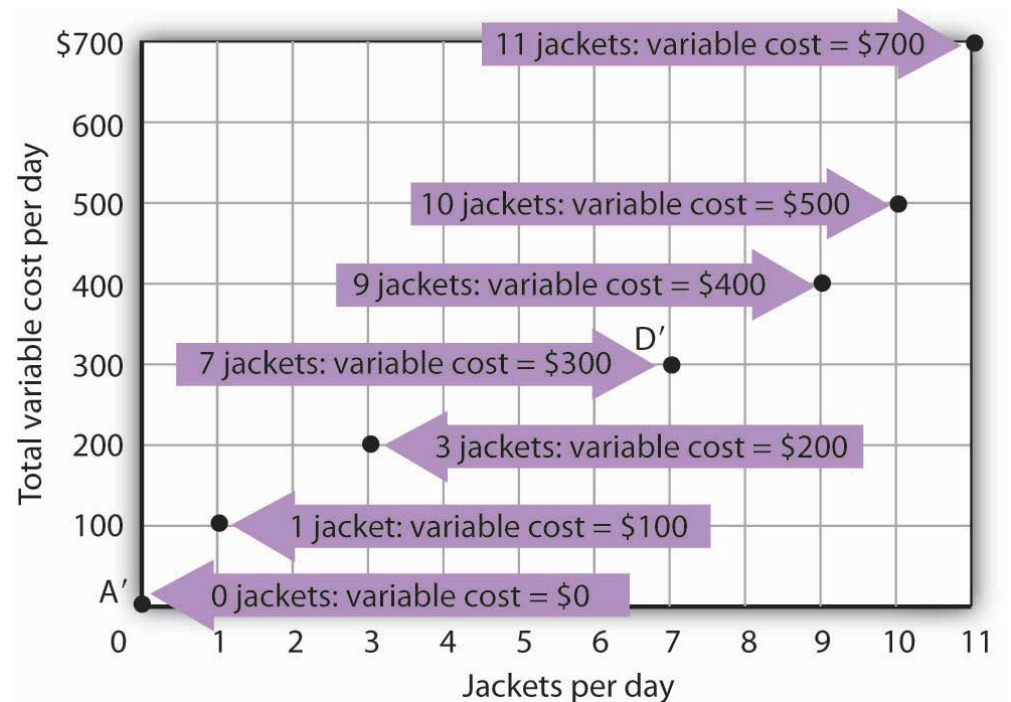 $700
11 jackets: variable cost = $700
600
500
10 jackets: variable cost = $500
400
9 jackets: variable cost = $400
D′
300
7 jackets: variable cost = $300
200
3 jackets: variable cost = $200
100
1 jacket: variable cost = $100
A′
0 jackets: variable cost = $0
0 1 2 3 4 5 6 7 8 9 10 11
Jackets per day
Total variable cost per day